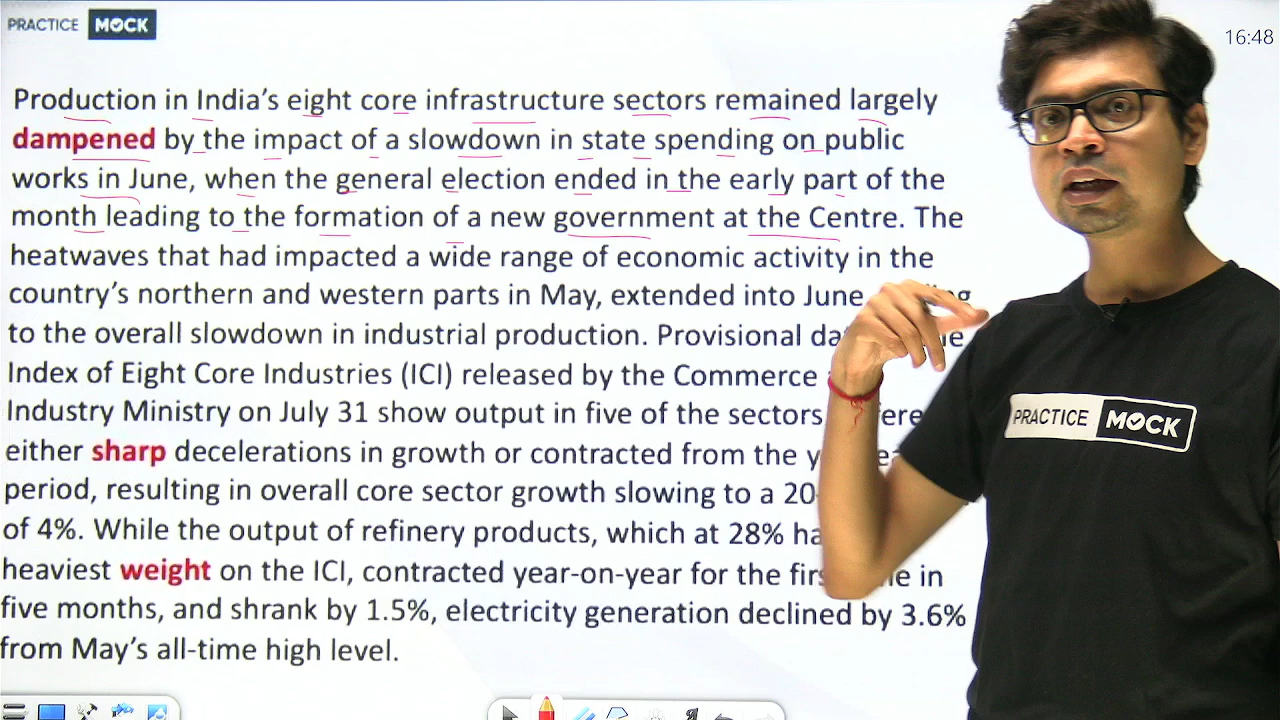 PRACTICE MOCK
16:48
Production in India's eight core infrastructure sectors remained largely
dampened by the impact of a slowdown in state spending on public
works in June, when the general election ended in the early part of the
month leading to the formation of a new government at the Centre. The
heatwaves that had impacted a wide range of economic activity in the
country's northern and western parts in May, extended into June
to the overall slowdown in industrial production. Provisional
Index of Eight Core Industries (ICI) released by the Commerce
Industry Ministry on July 31 show output in five of the sectors
either sharp decelerations in growth or contracted from the
period, resulting in overall core sector growth slowing to a
of 4%. While the output of refinery products, which at 28%
heaviest weight on the ICI, contracted year-on-year for the in
five months, and shrank by 1.5%, electricity generation declined by 3.6%
from May's all-time high level.
PRACTICE MOCK